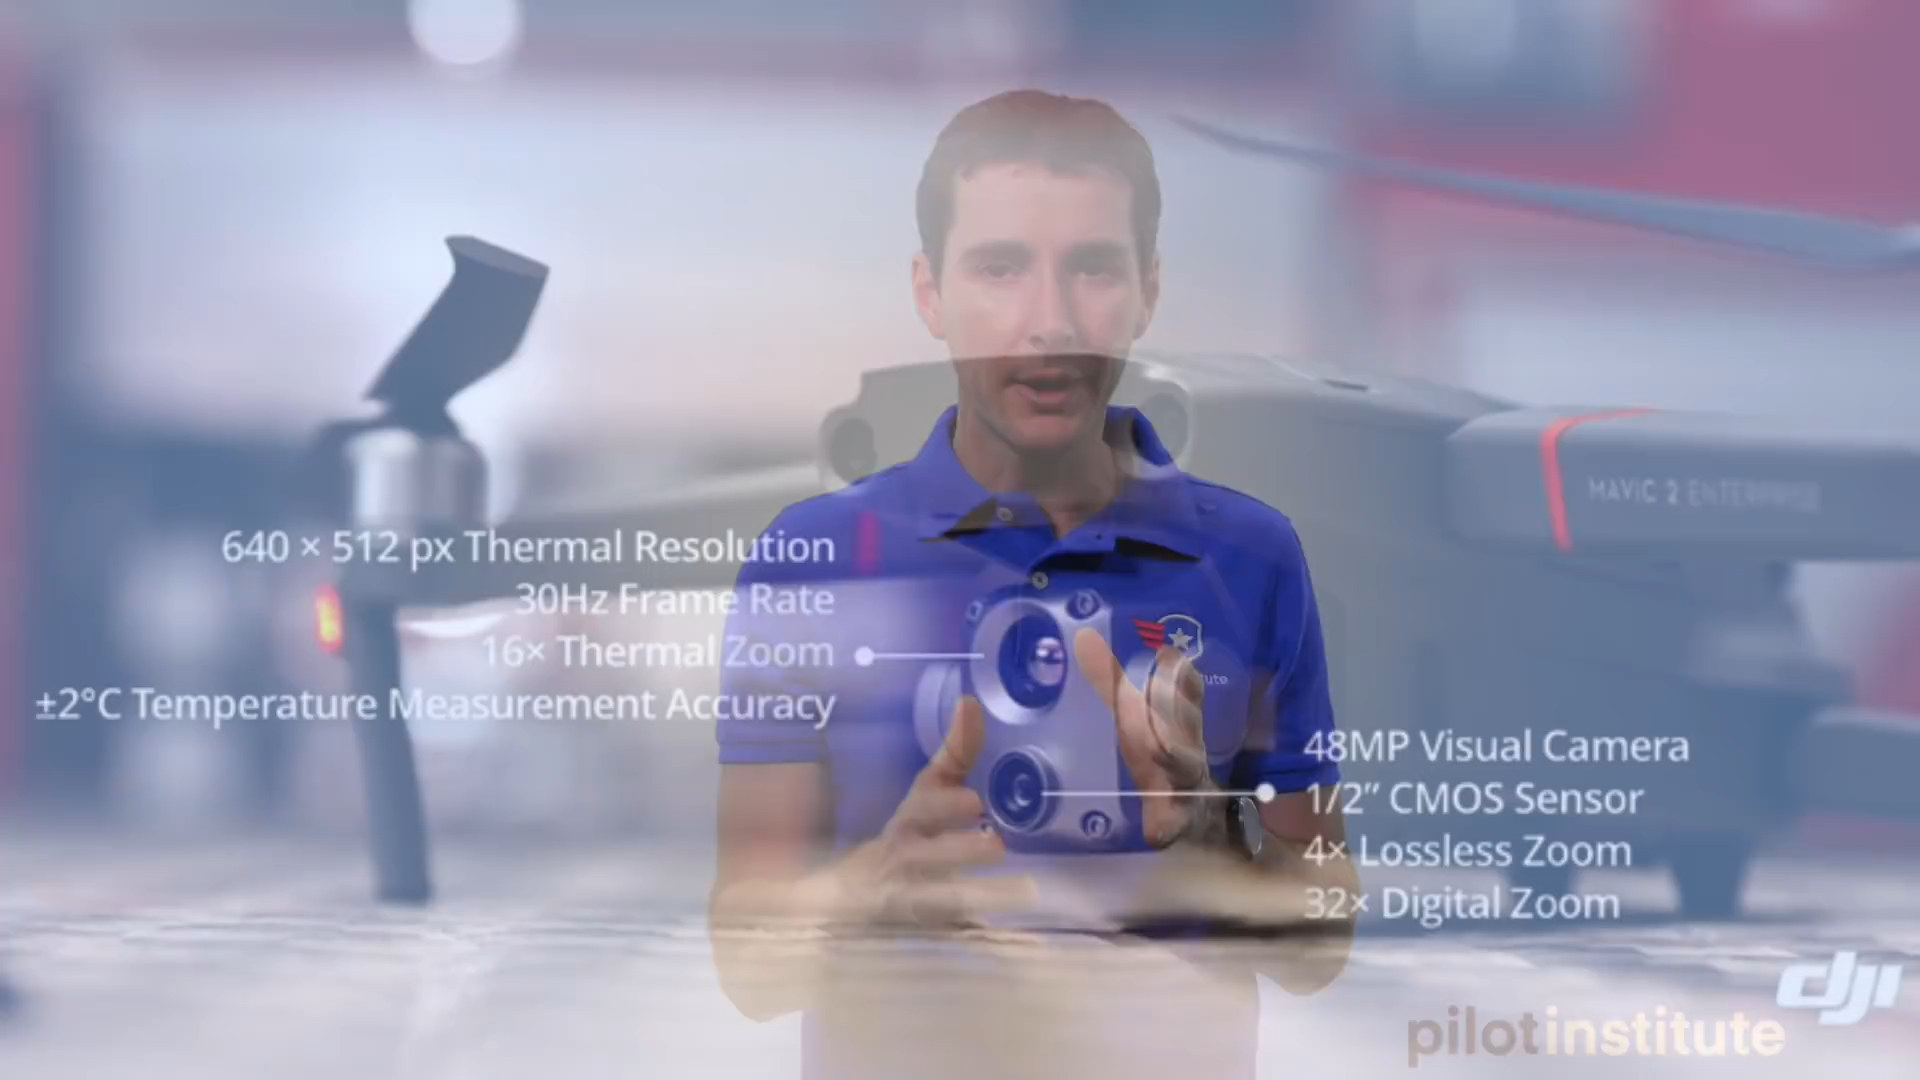 MAVIC 2 ENTERPRISE
640 × 512 px Thermal Resolution
30Hz Frame Rate
16× Thermal Zoom
±2°C Temperature Measurement Accuracy
48MP Visual Camera
1/2” CMOS Sensor
4× Lossless Zoom
32× Digital Zoom
dji
pilotinstitute